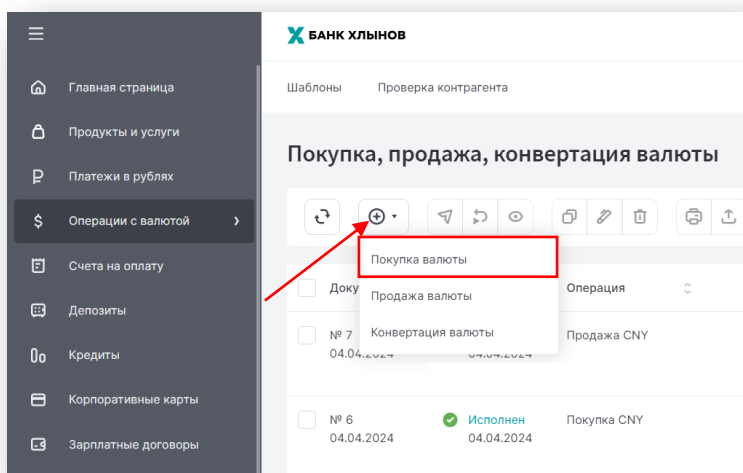 БАНК ХЛЫНОВ
Главная страница
Продукты и услуги
Платежи в рублях
Операции с валютой
Счета на оплату
Депозиты
Кредиты
Корпоративные карты
Зарплатные договоры
Шаблоны Проверка контрагента
Покупка, продажа, конвертация валюты
Покупка валюты
Продажа валюты
Конвертация валюты
Операция
№ 7 Продажа CNY
04.04.2024 04.04.2024
№ 6 Исполнен Покупка CNY
04.04.2024 04.04.2024